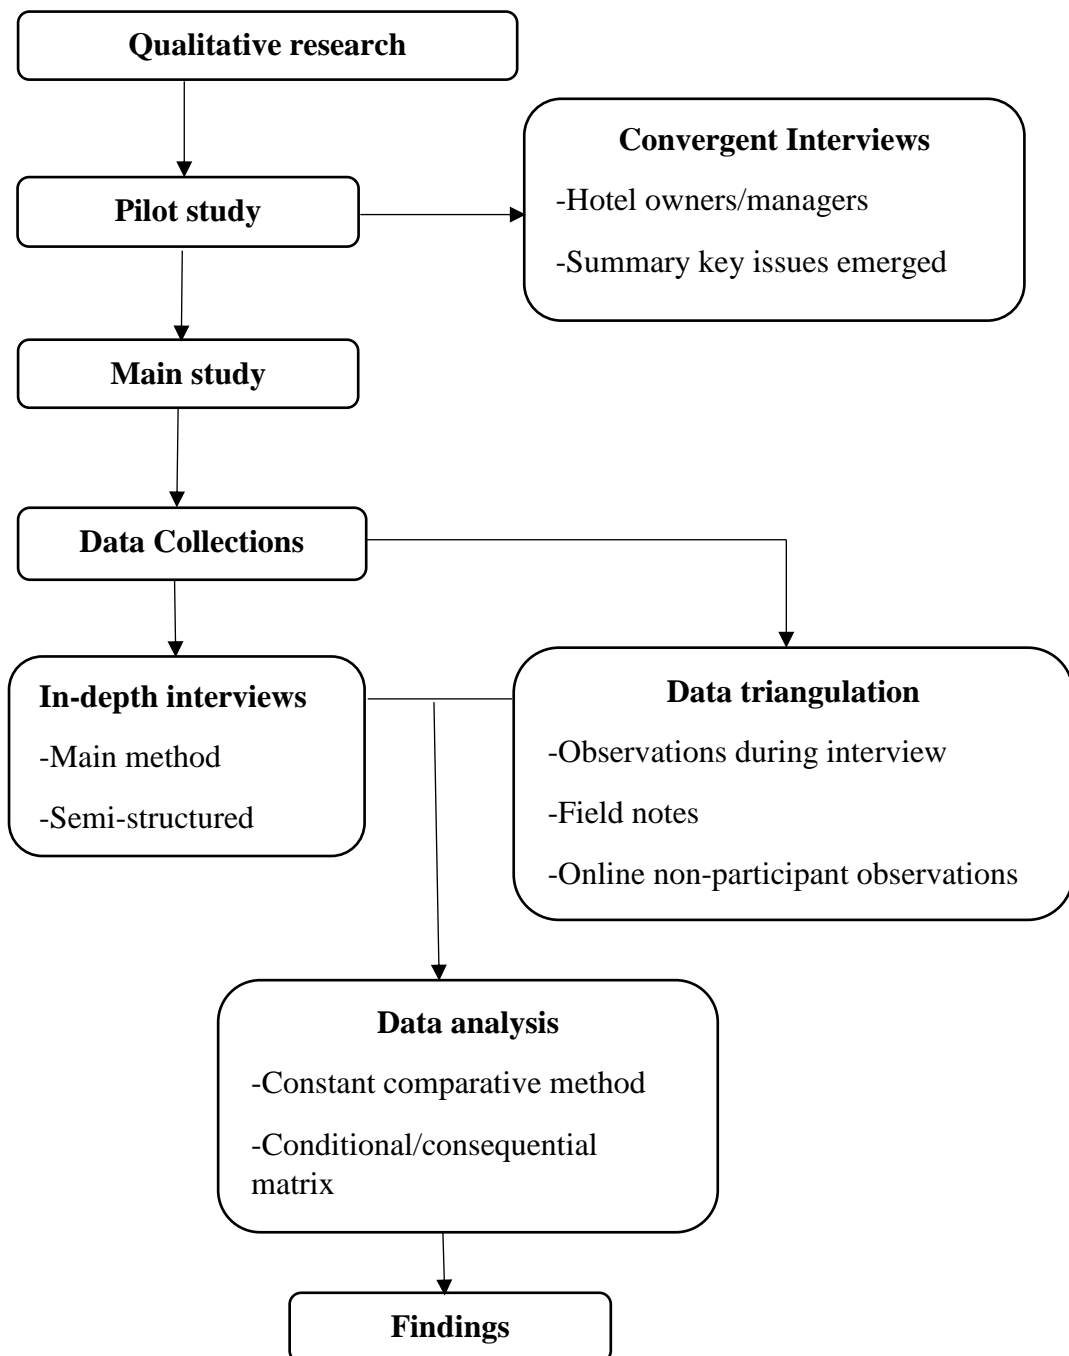 Qualitative research
Convergent Interviews
-Hotel owners/managers
-Summary key issues emerged
Pilot study
Main study
Data Collections
In-depth interviews
-Main method
-Semi-structured
Data triangulation
-Observations during interview
-Field notes
-Online non-participant observations
Data analysis
-Constant comparative method
-Conditional/consequential
matrix
Findings